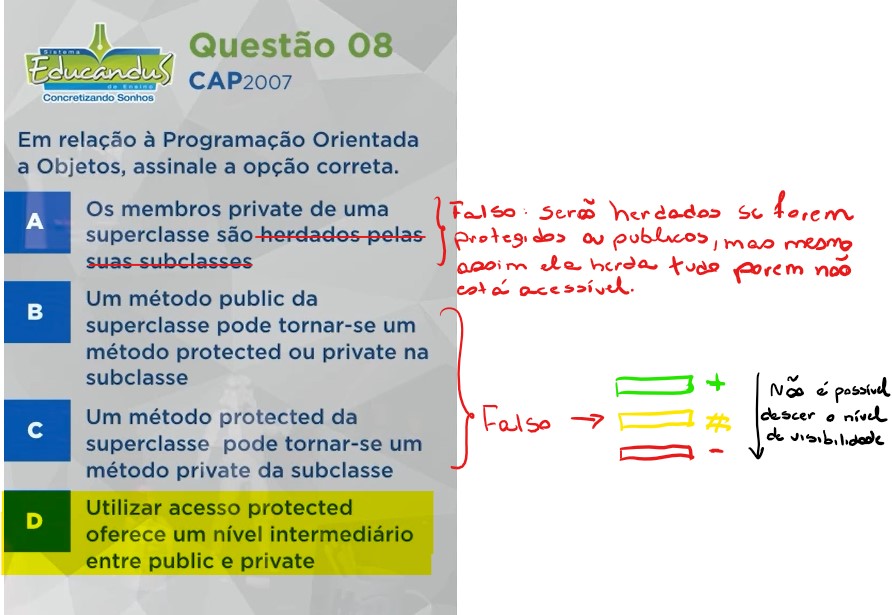 Questão 08
Sistema
Educandus
de Ensino
Concretizando Sonhos
CAP2007
Em relação à Programação Orientada
a Objetos, assinale a opção correta.
A
Os membros private de uma
superclasse são herdados pelas
suas subclasses
Falso: serão herdados se forem
protegidos ou publicos, mas mesmo
assim ela herda tudo porem não
está acessível.
B
Um método public da
superclasse pode tornar-se um
método protected ou private na
subclasse
C
Um método protected da
superclasse pode tornar-se um
método private da subclasse
Falso →
+
#
-
Não é possível
descer o nível
de visibilidade
D
Utilizar acesso protected
oferece um nível intermediário
entre public e private